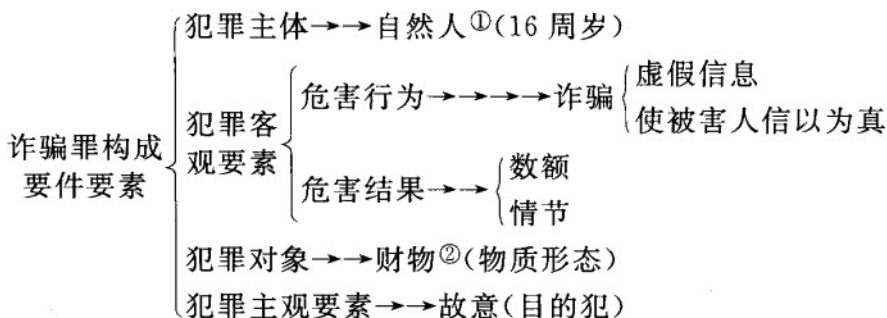 犯罪主体→→自然人①(16 周岁)
虚假信息
危害行为→→→→诈骗
使被害人信以为真
犯罪客
诈骗罪构成
观要素
要件要素
数额
危害结果→→
情节
犯罪对象→→财物②(物质形态)
犯罪主观要素→→故意(目的犯)